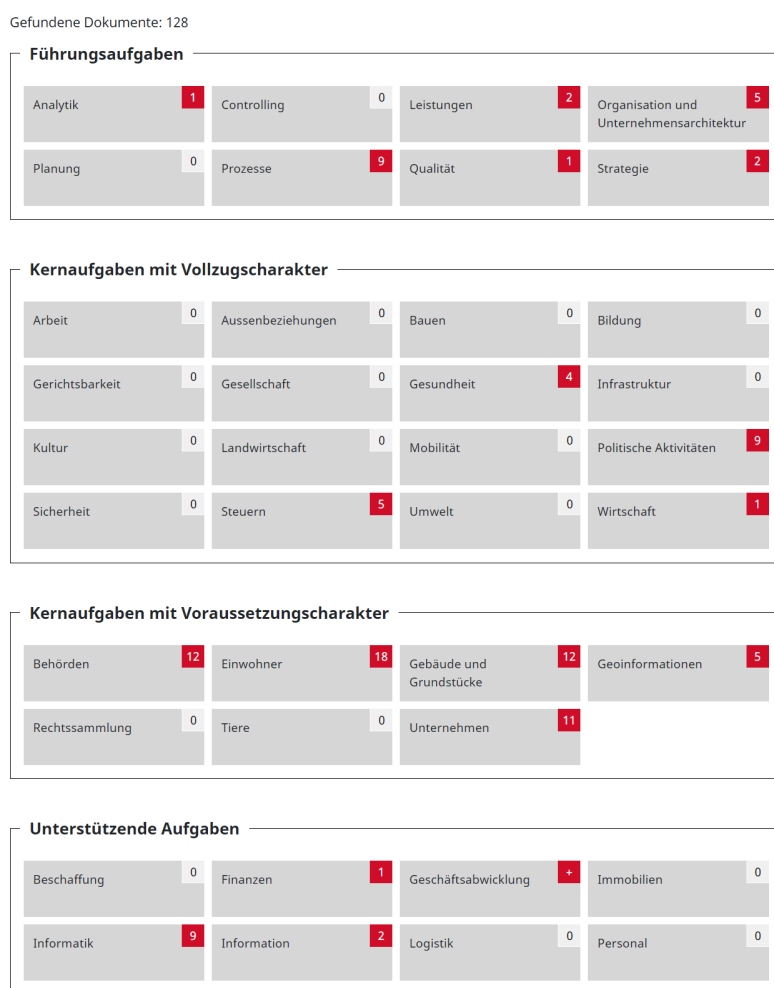 Gefundene Dokumente: 128
Führungsaufgaben
Analytik 1
Controlling 0
Leistungen 2
Organisation und
Unternehmensarchitektur 5
Planung 0
Prozesse 9
Qualität 1
Strategie 2
Kernaufgaben mit Vollzugscharakter
Arbeit 0
Aussenbeziehungen 0
Bauen 0
Bildung 0
Gerichtsbarkeit 0
Gesellschaft 0
Gesundheit 4
Infrastruktur 0
Kultur 0
Landwirtschaft 0
Mobilität 0
Politische Aktivitäten 9
Sicherheit 0
Steuern 5
Umwelt 0
Wirtschaft 1
Kernaufgaben mit Voraussetzungscharakter
Behörden 12
Einwohner 18
Gebäude und
Grundstücke 12
Geoinformationen 5
Rechtssammlung 0
Tiere 0
Unternehmen 11
Unterstützende Aufgaben
Beschaffung 0
Finanzen 1
Geschäftsabwicklung +
Immobilien 0
Informatik 9
Information 2
Logistik 0
Personal 0